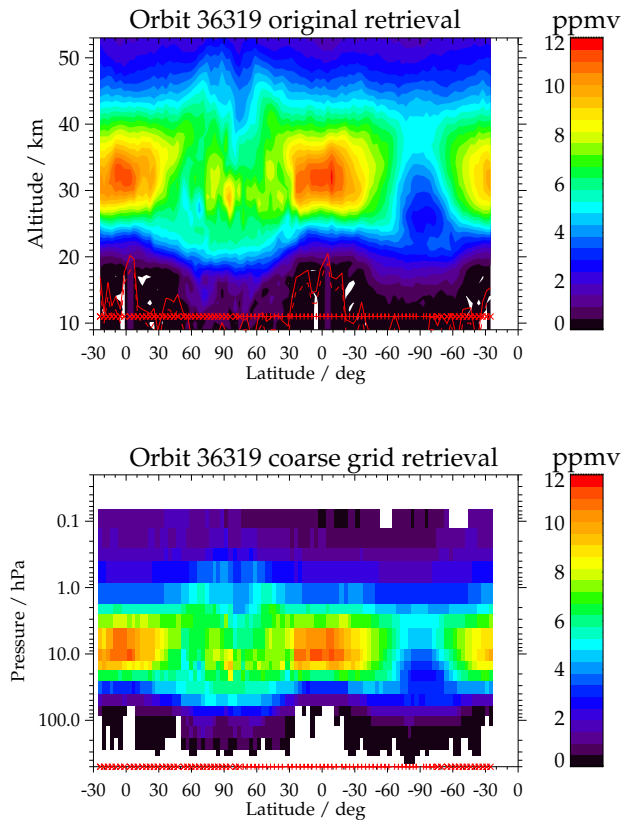 Orbit 36319 original retrieval
ppmv
Altitude / km
50
40
30
20
10
-30 0 30 60 90 60 30 0 -30 -60 -90 -60 -30 0
Latitude / deg
12
10
8
6
4
2
0
Orbit 36319 coarse grid retrieval
ppmv
Pressure / hPa
0.1
1.0
10.0
100.0
-30 0 30 60 90 60 30 0 -30 -60 -90 -60 -30 0
Latitude / deg
12
10
8
6
4
2
0